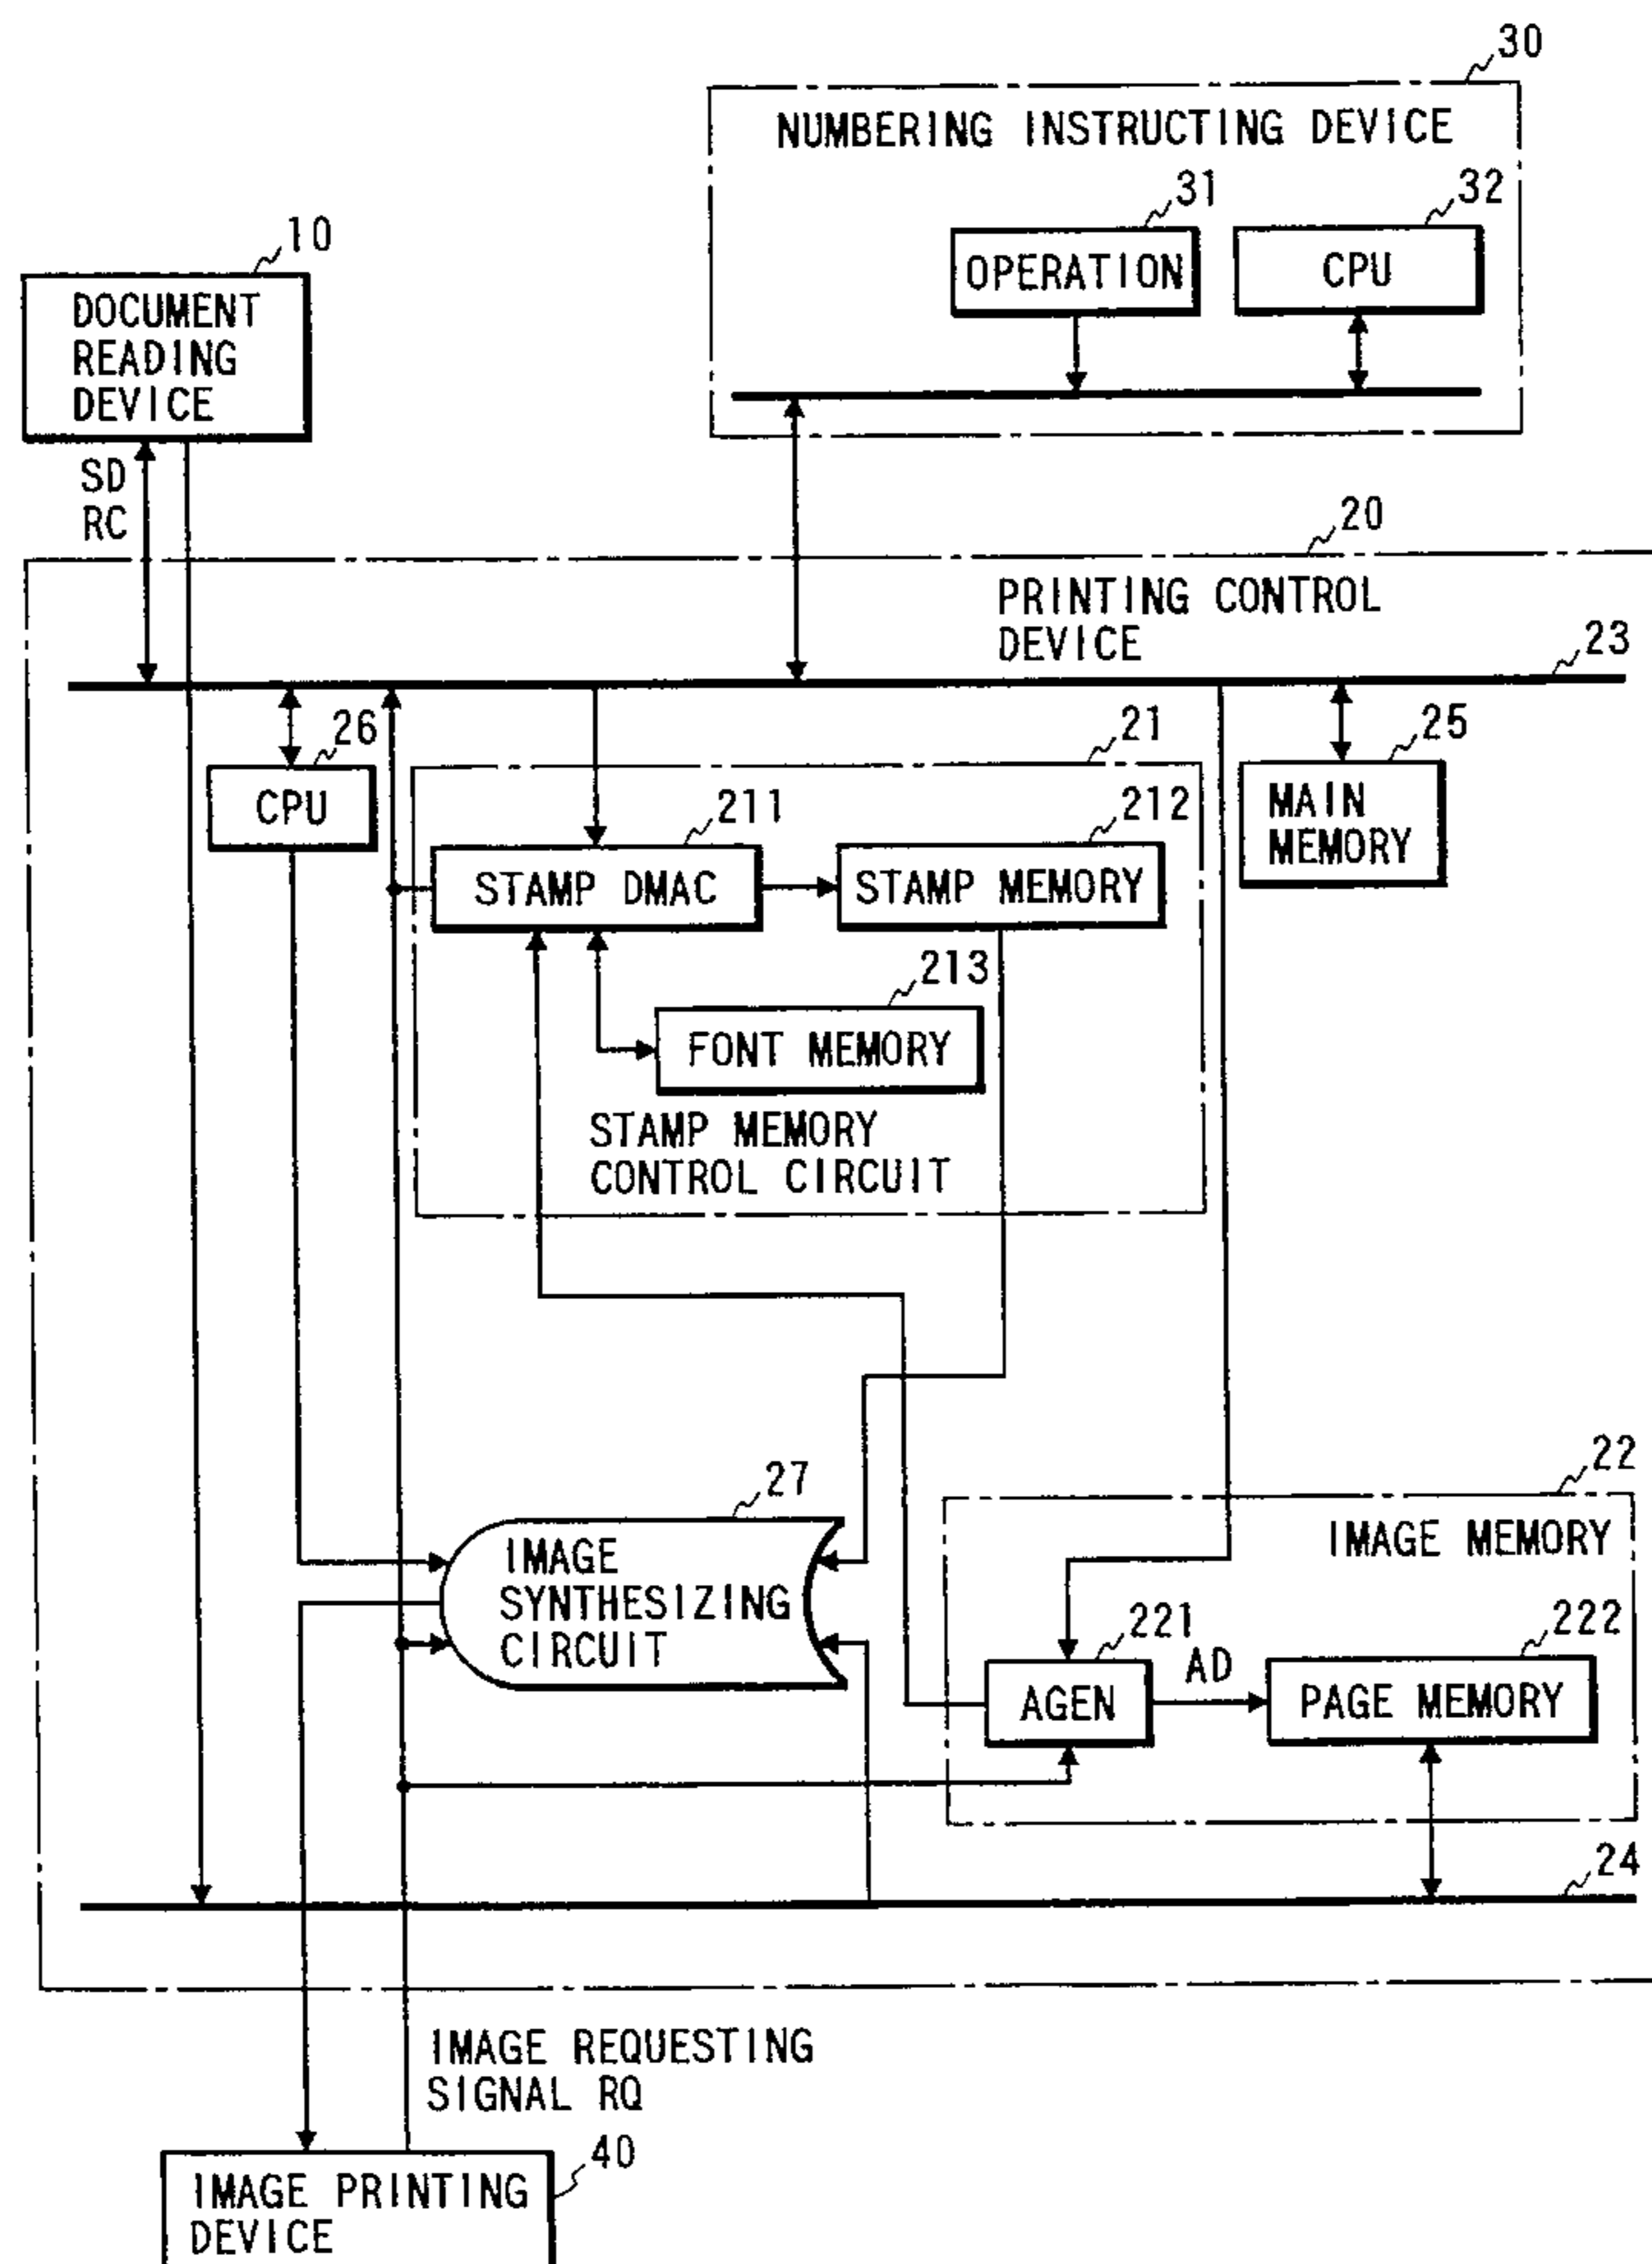 30
NUMBERING INSTRUCTING DEVICE
31
32
OPERATION
CPU
10
DOCUMENT
READING
DEVICE
SD
RC
20
PRINTING CONTROL
DEVICE
23
26
CPU
21
25
MAIN
MEMORY
211
212
STAMP DMAC
STAMP MEMORY
213
FONT MEMORY
STAMP MEMORY
CONTROL CIRCUIT
27
IMAGE
SYNTHESIZING
CIRCUIT
22
IMAGE MEMORY
221
AD
222
AGEN
PAGE MEMORY
24
IMAGE REQUESTING
SIGNAL RQ
40
IMAGE PRINTING
DEVICE